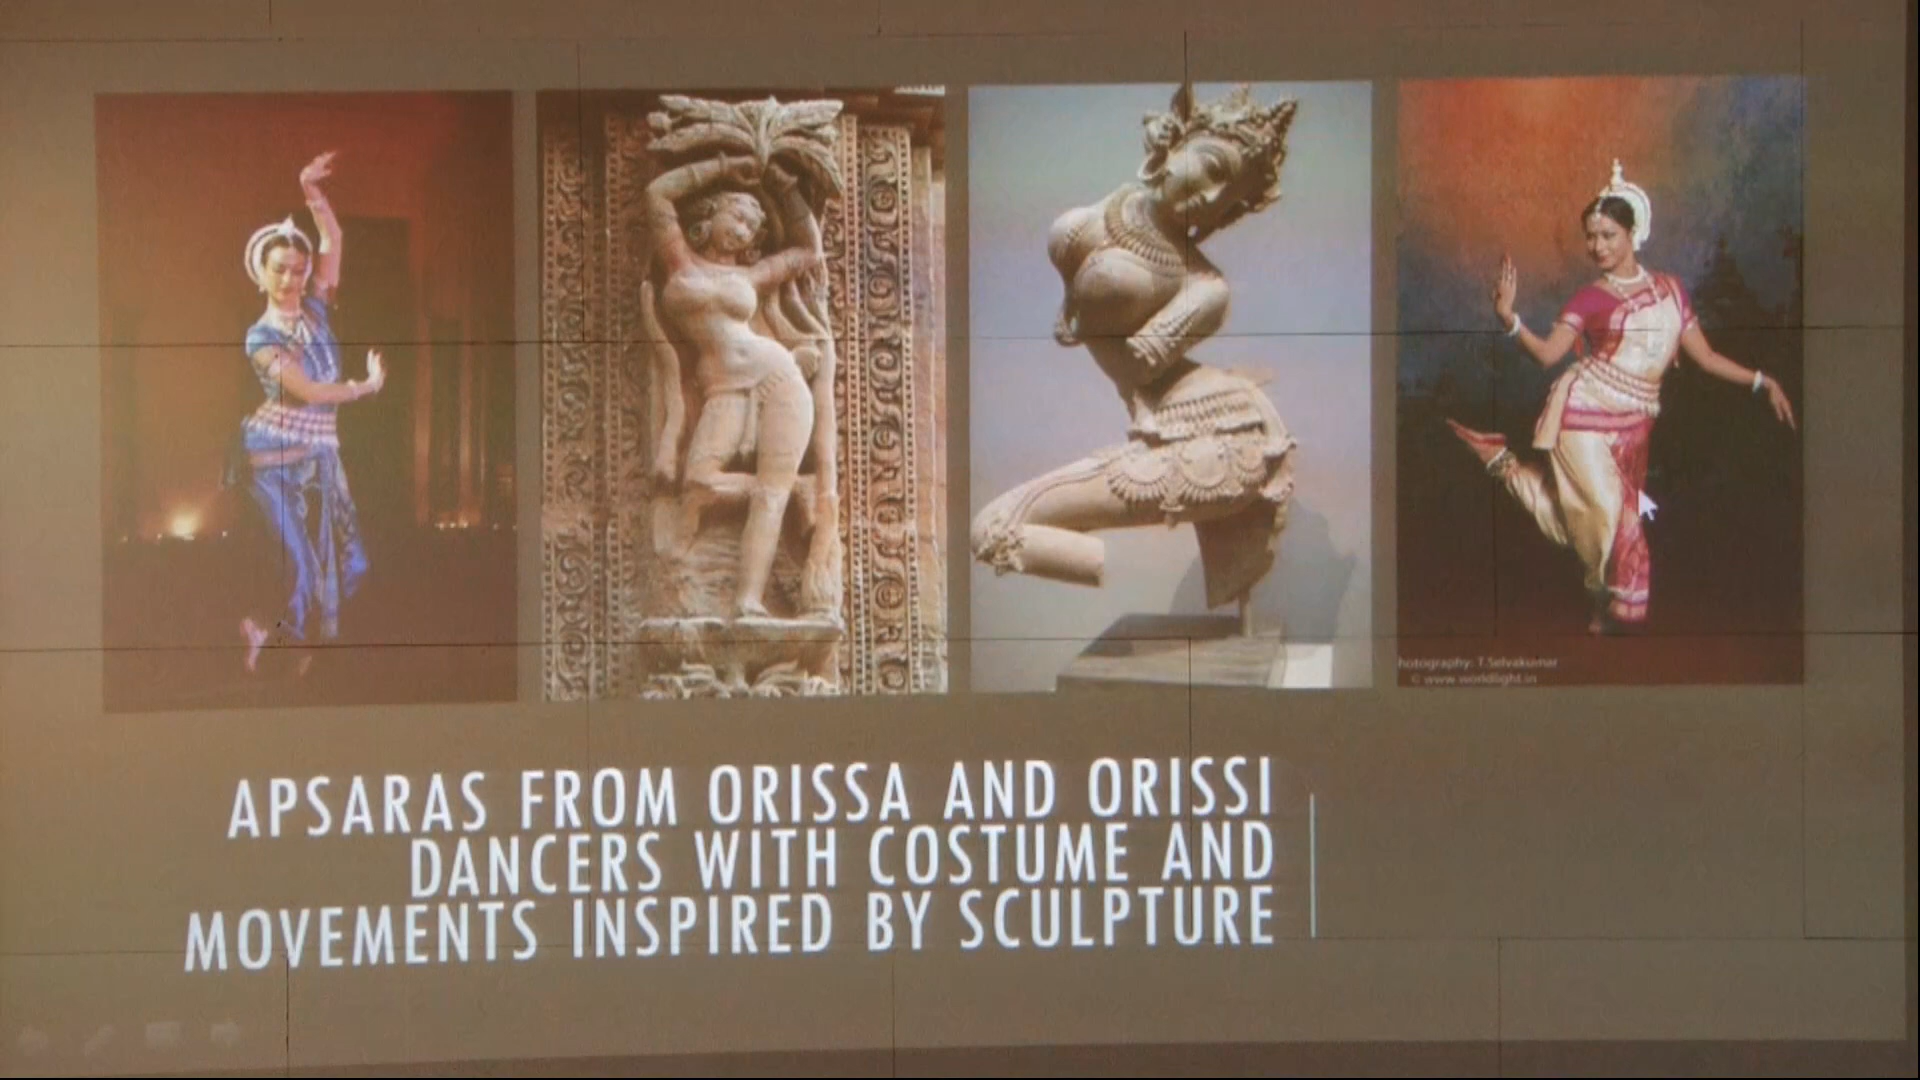 hotography: T.Selvakumar
© www.worldlight.in
APSARAS FROM ORISSA AND ORISSI
DANCERS WITH COSTUME AND
MOVEMENTS INSPIRED BY SCULPTURE